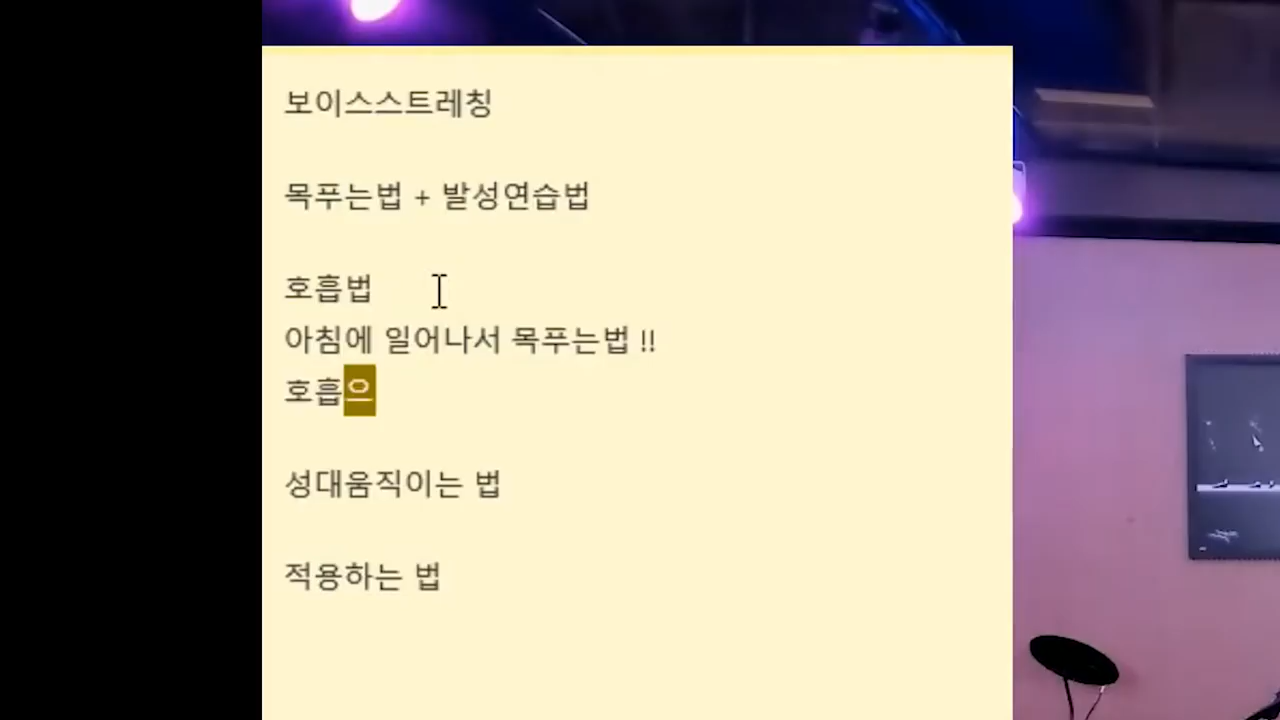 보이스스트레칭
목푸는법 + 발성연습법
호흡법
아침에 일어나서 목푸는법 !!
호흡으
성대움직이는 법
적용하는 법